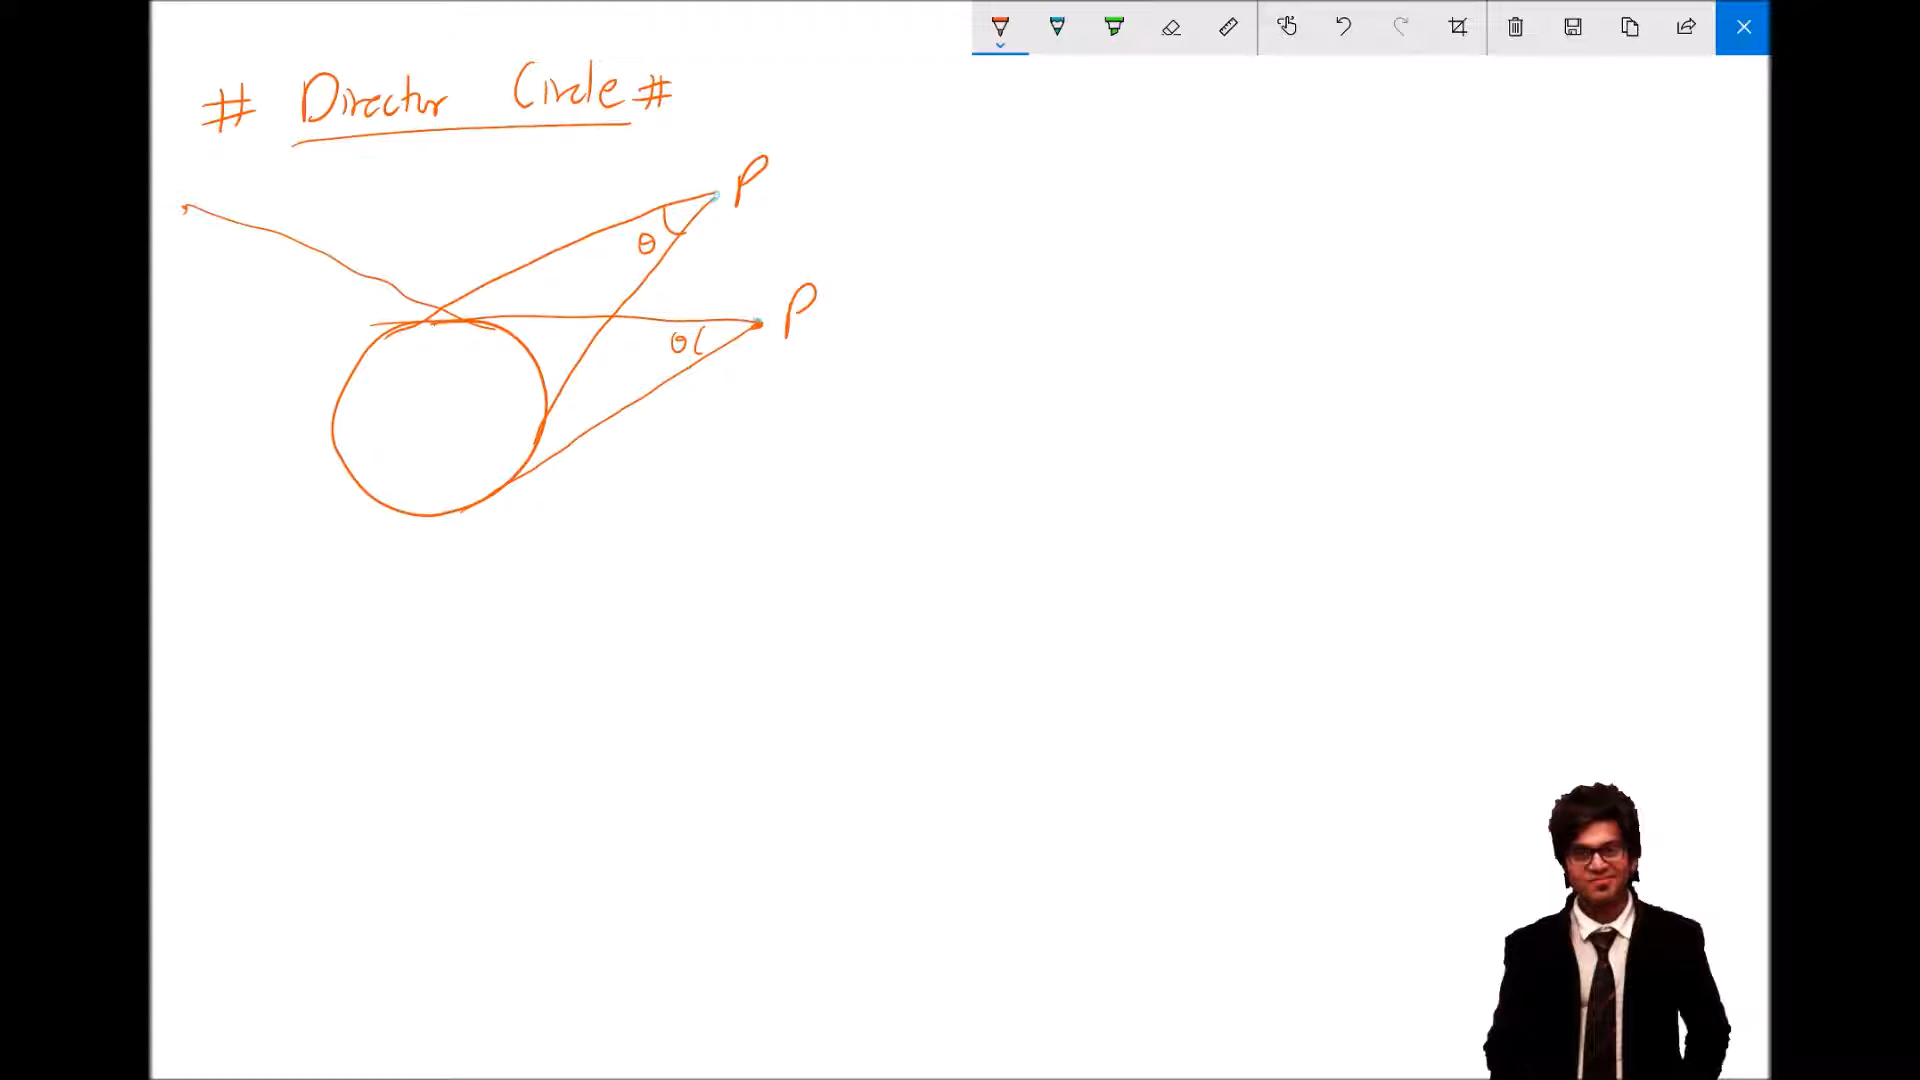 # Director Circle #
P
θ
P
θ